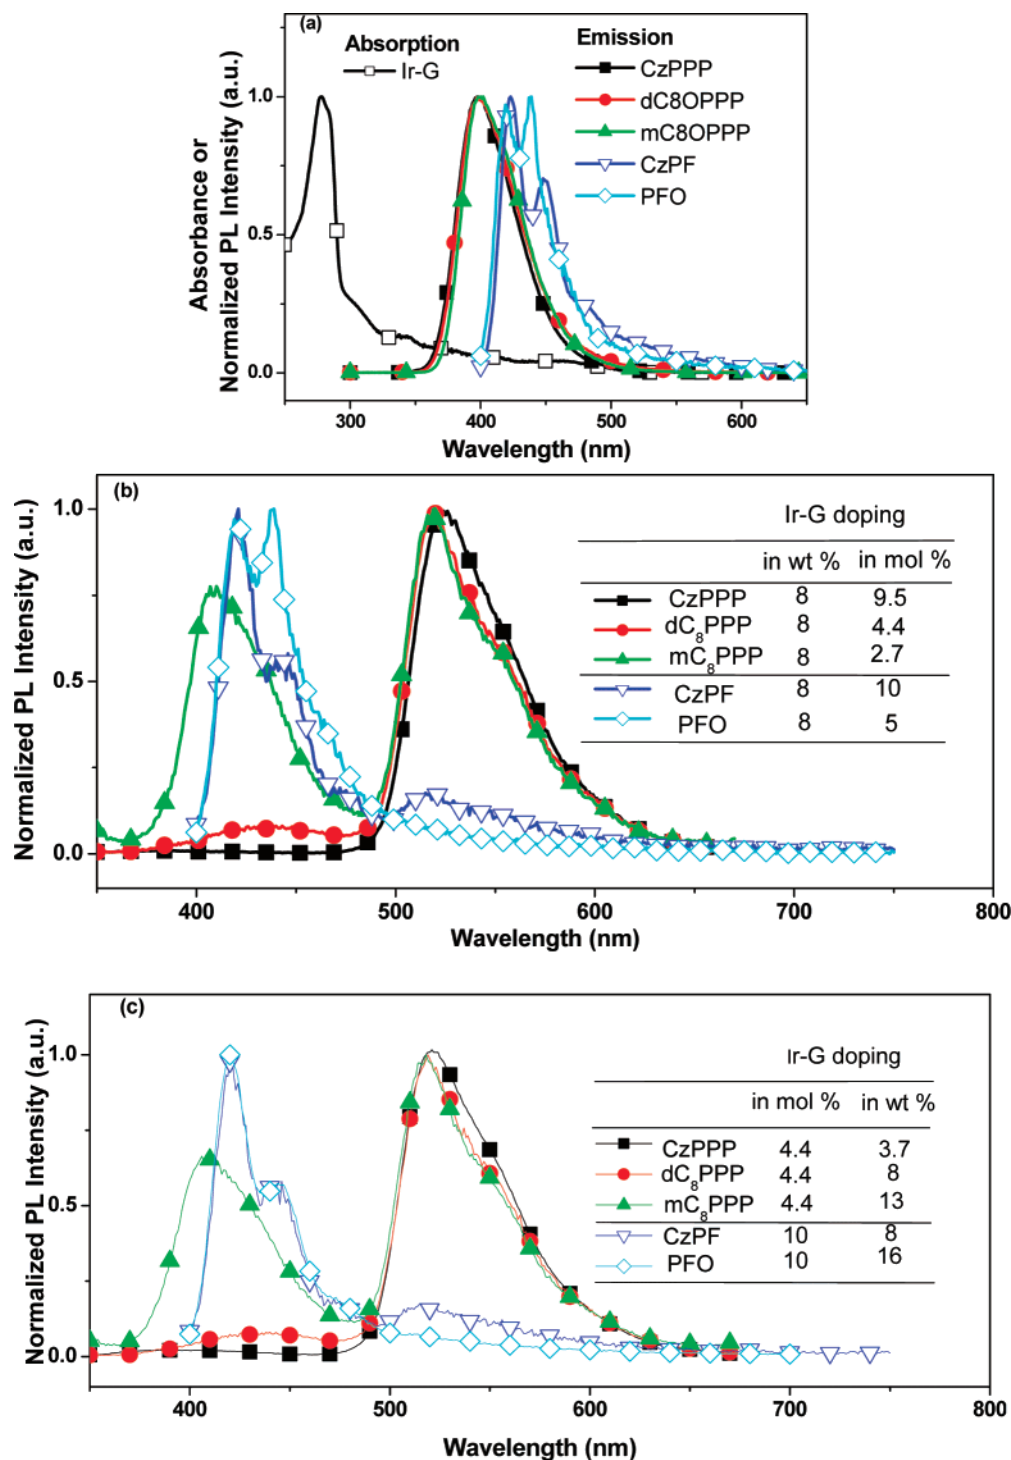 (a)
Absorption
Ir-G
Emission
CzPPP
dC8OPPP
mC8OPPP
CzPF
PFO
Absorbance or
Normalized PL Intensity (a.u.)
1.0
0.5
0.0
300 400 500 600
Wavelength (nm)
(b)
Normalized PL Intensity (a.u.)
1.0
0.5
0.0
Ir-G doping
in wt % in mol %
CzPPP 8 9.5
dC8PPP 8 4.4
mC8PPP 8 2.7
CzPF 8 10
PFO 8 5
400 500 600 700 800
Wavelength (nm)
(c)
Normalized PL Intensity (a.u.)
1.0
0.5
0.0
Ir-G doping
in mol % in wt %
CzPPP 4.4 3.7
dC8PPP 4.4 8
mC8PPP 4.4 13
CzPF 10 8
PFO 10 16
400 500 600 700 800
Wavelength (nm)